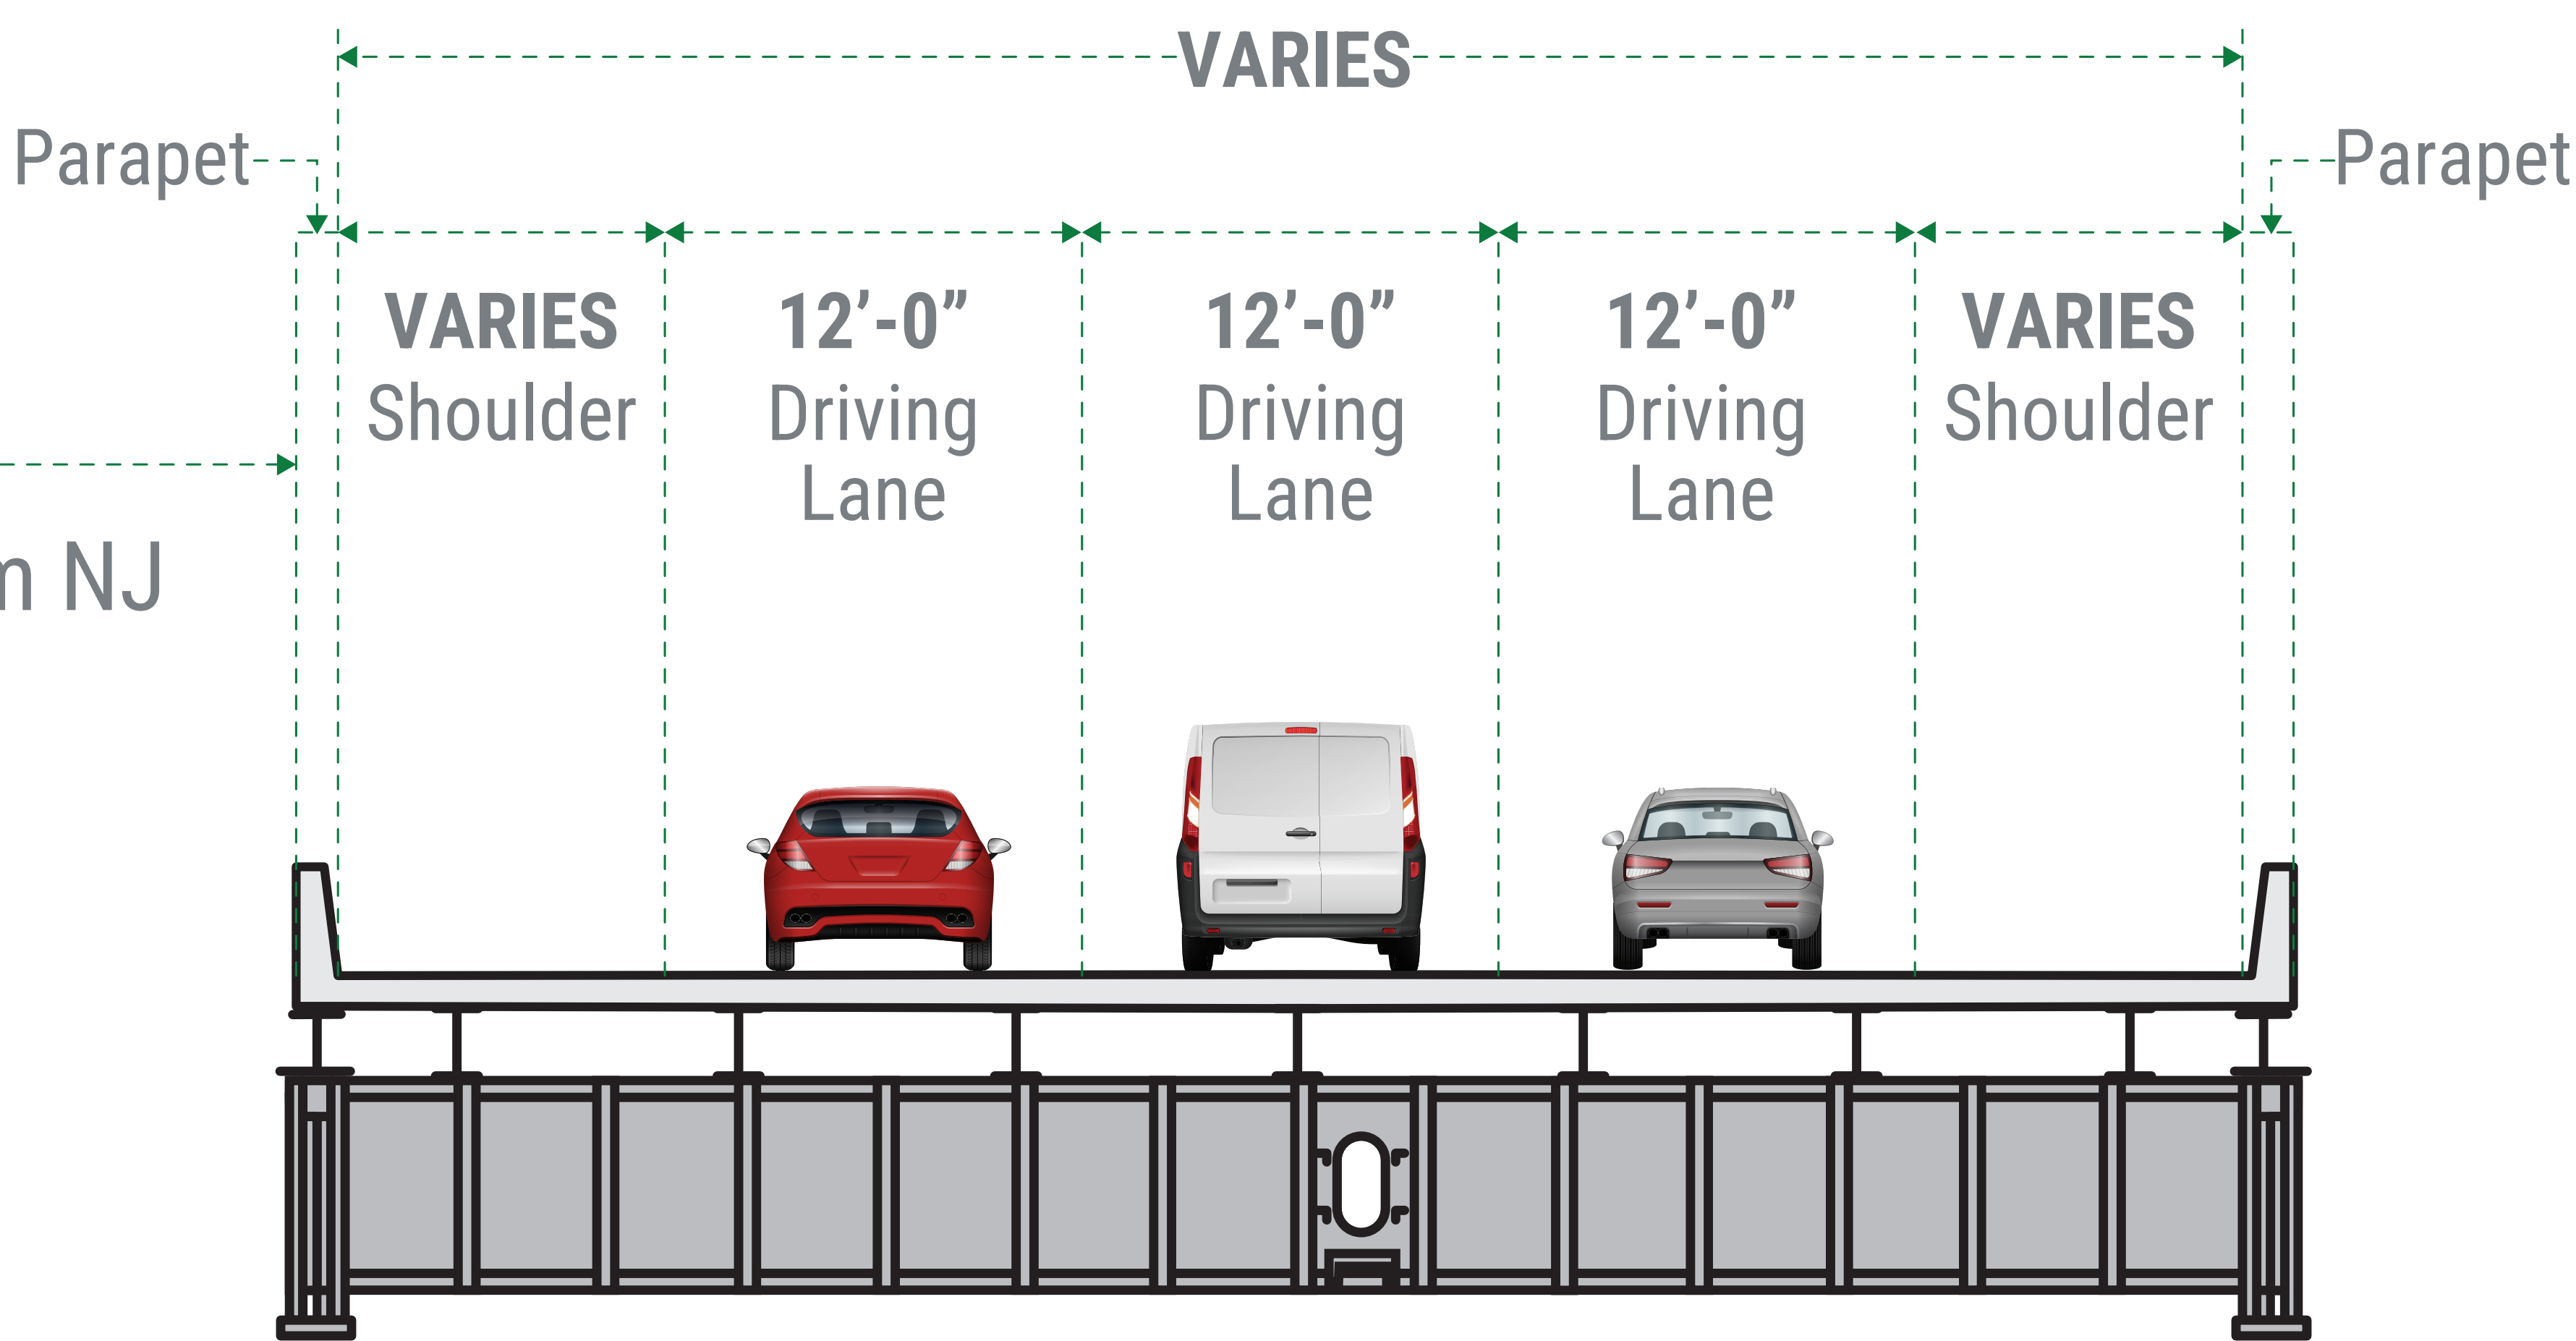 VARIES
Parapet
Parapet
VARIES
Shoulder
12’-0”
Driving
Lane
12’-0”
Driving
Lane
12’-0”
Driving
Lane
VARIES
Shoulder
NJ